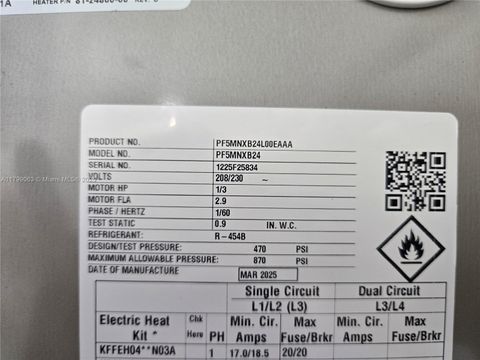 1A HEATER P/N
PRODUCT NO. PF5MNXB24L00EAAA
MODEL NO. PF5MNXB24
SERIAL NO. 1225F25834
VOLTS 208/230 ~
MOTOR HP 1/3
MOTOR FLA 2.9
PHASE / HERTZ 1/60
TEST STATIC 0.9 IN. W.C.
REFRIGERANT: R-454B
DESIGN/TEST PRESSURE: 470 PSI
MAXIMUM ALLOWABLE PRESSURE: 870 PSI
DATE OF MANUFACTURE MAR 2025
Single Circuit Dual Circuit
L1/L2 (L3) L3/L4
Electric Heat Chk Min. Cir. Max Min. Cir. Max
Kit * Here PH Amps Fuse/Brkr Amps Fuse/Brkr
KFFEH04**N03A 1 17.0/18.5 20/20